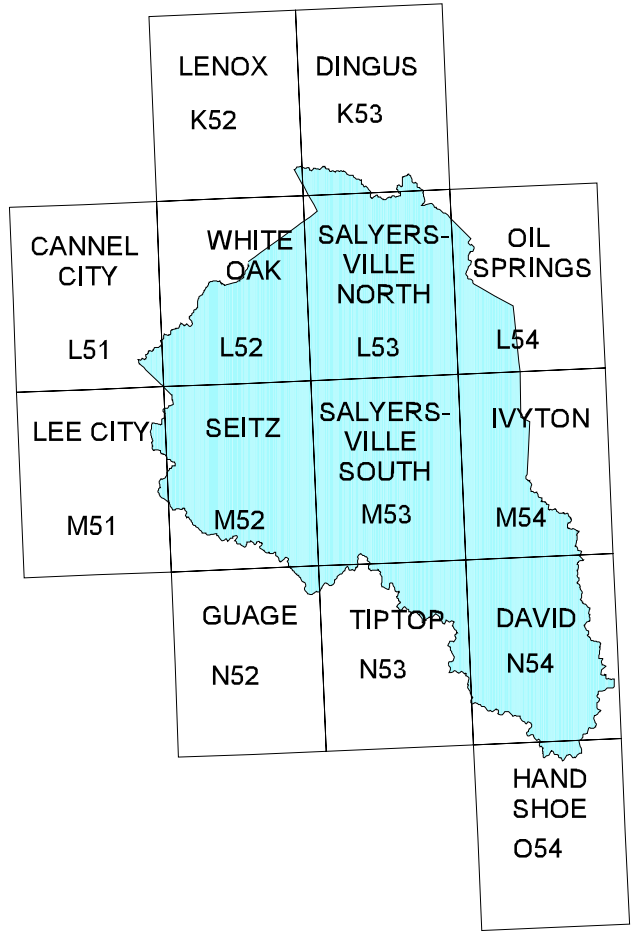 LENOX
K52
DINGUS
K53
CANNEL
CITY
L51
WHITE
OAK
L52
SALYERS-
VILLE
NORTH
L53
OIL
SPRINGS
L54
LEE CITY
M51
SEITZ
M52
SALYERS-
VILLE
SOUTH
M53
IVYTON
M54
GUAGE
N52
TIPTOP
N53
DAVID
N54
HAND
SHOE
O54